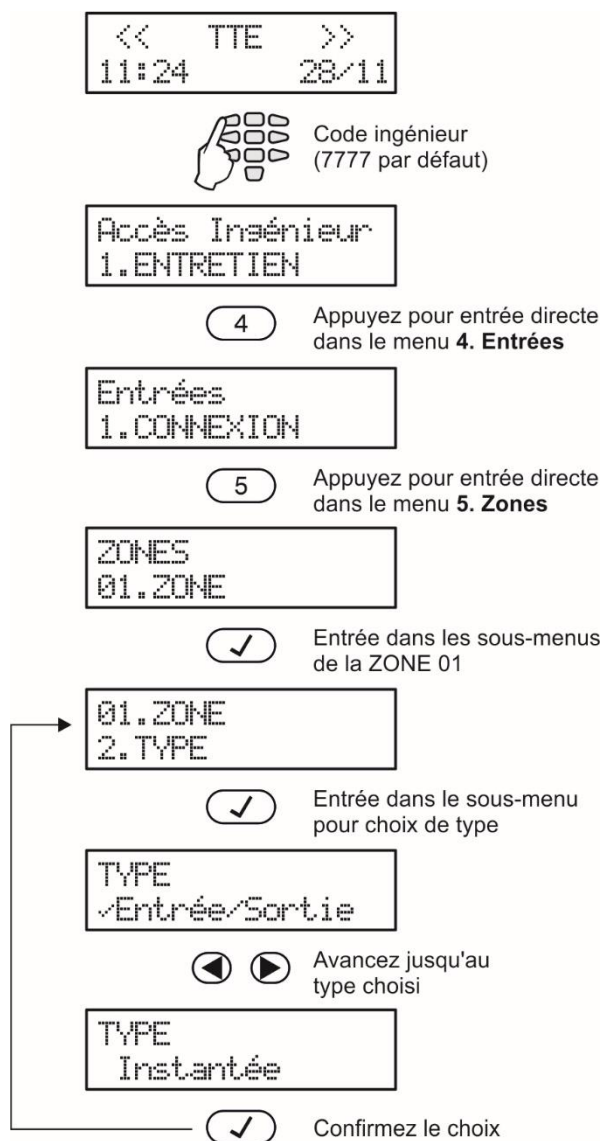 << TTE >>
11:24 28/11
Code ingénieur
(7777 par défaut)
Accès Ingénieur
1.ENTRETIEN
4
Appuyez pour entrée directe
dans le menu 4. Entrées
Entrées
1.CONNEXION
5
Appuyez pour entrée directe
dans le menu 5. Zones
ZONES
01.ZONE
Entrée dans les sous-menus
de la ZONE 01
01.ZONE
2.TYPE
Entrée dans le sous-menu
pour choix de type
TYPE
✓Entrée/Sortie
Avancez jusqu'au
type choisi
TYPE
Instantée
Confirmez le choix